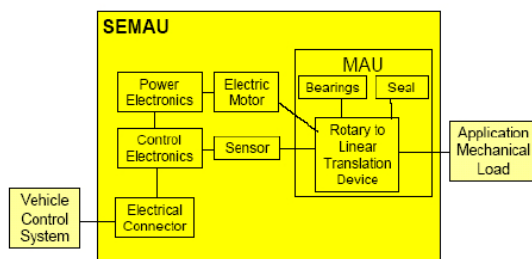 SEMAU
MAU
Power
Electronics
Electric
Motor
Bearings
Seal
Control
Electronics
Sensor
Rotary to
Linear
Translation
Device
Application
Mechanical
Load
Vehicle
Control
System
Electrical
Connector